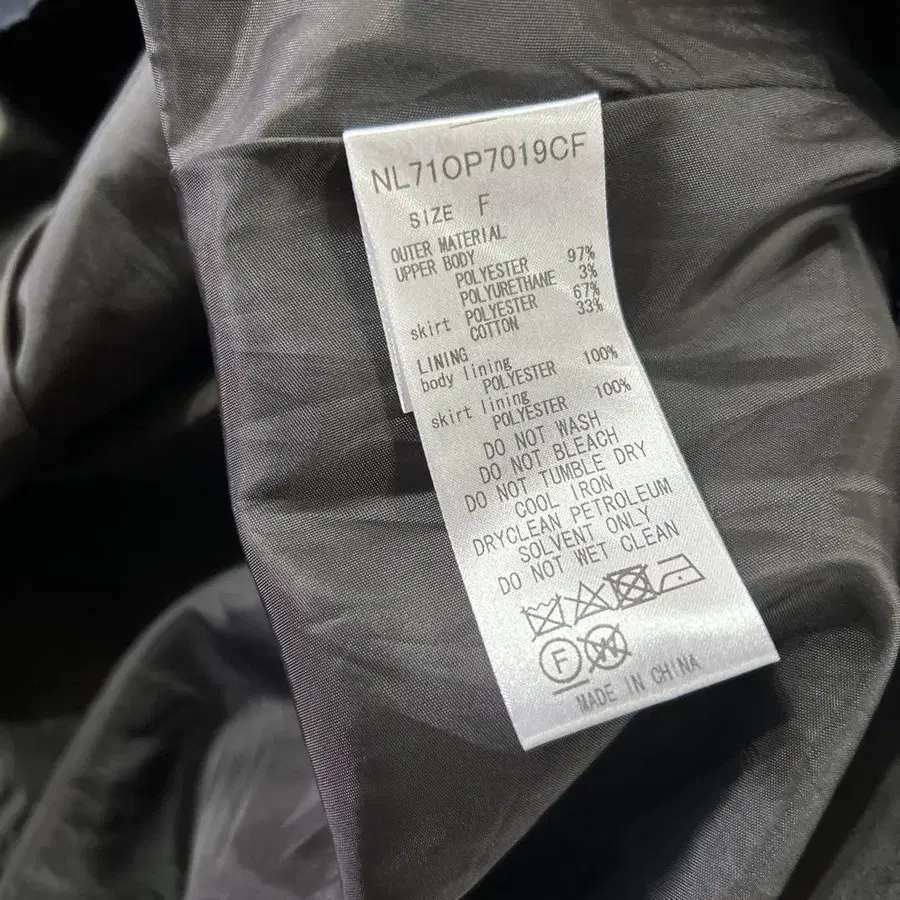 NL71OP7019CF
SIZE F
OUTER MATERIAL
UPPER BODY
POLYESTER 97%
POLYURETHANE 3%
skirt POLYESTER 67%
COTTON 33%
LINING
body lining
POLYESTER 100%
skirt lining
POLYESTER 100%
DO NOT WASH
DO NOT BLEACH
DO NOT TUMBLE DRY
COOL IRON
DRYCLEAN PETROLEUM
SOLVENT ONLY
DO NOT WET CLEAN
F W
MADE IN CHINA